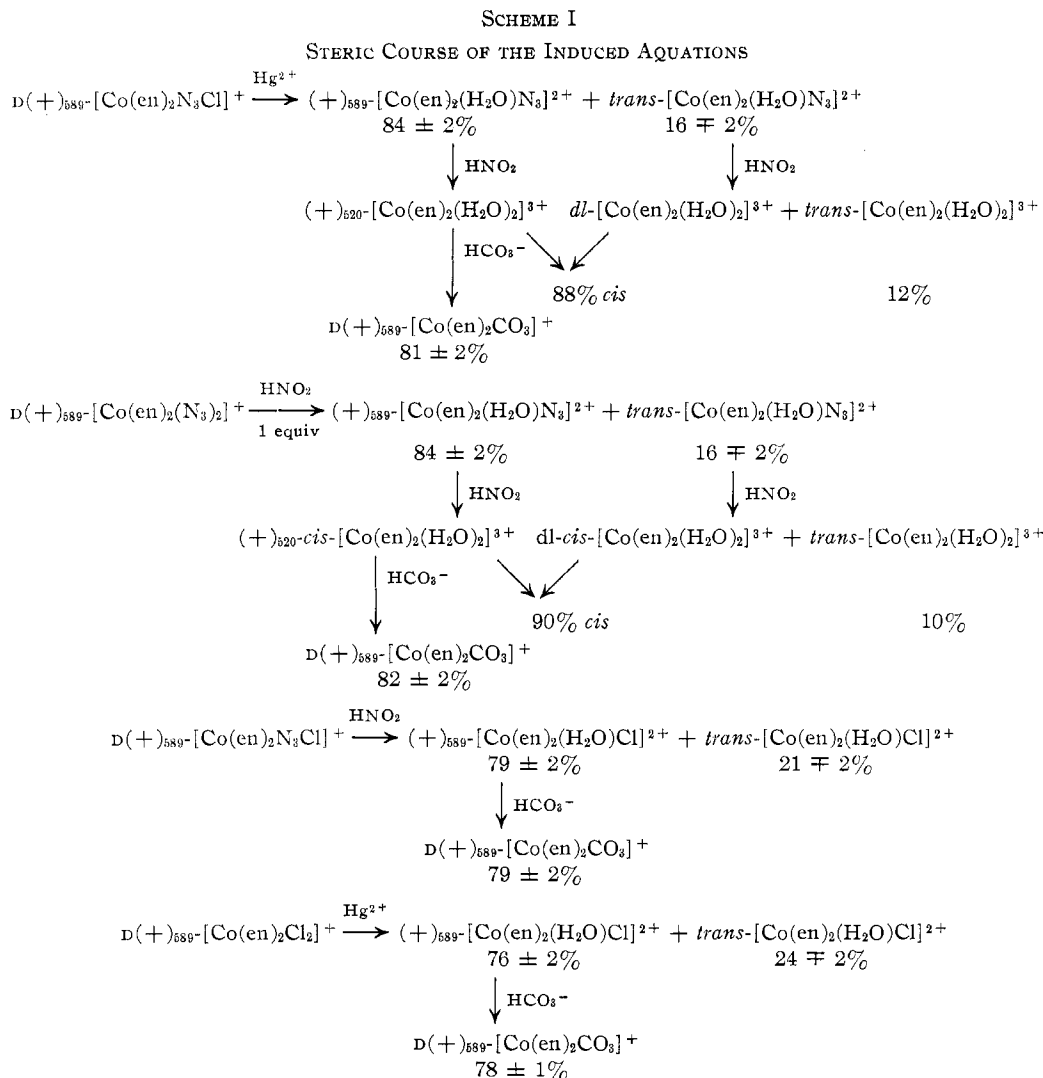 SCHEME I
STERIC COURSE OF THE INDUCED AQUATIONS
D(+)₅₈₉-[Co(en)₂N₃Cl]⁺ —Hg²⁺→ (+)₅₈₉-[Co(en)₂(H₂O)N₃]²⁺ + trans-[Co(en)₂(H₂O)N₃]²⁺
84 ± 2% 16 ∓ 2%
↓ HNO₂ ↓ HNO₂
(+)₅₂₀-[Co(en)₂(H₂O)₂]³⁺ dl-[Co(en)₂(H₂O)₂]³⁺ + trans-[Co(en)₂(H₂O)₂]³⁺
↓ HCO₃⁻ ↘ ↙
88% cis 12%
D(+)₅₈₉-[Co(en)₂CO₃]⁺
81 ± 2%
D(+)₅₈₉-[Co(en)₂(N₃)₂]⁺ —HNO₂ 1 equiv→ (+)₅₈₉-[Co(en)₂(H₂O)N₃]²⁺ + trans-[Co(en)₂(H₂O)N₃]²⁺
84 ± 2% 16 ∓ 2%
↓ HNO₂ ↓ HNO₂
(+)₅₂₀-cis-[Co(en)₂(H₂O)₂]³⁺ dl-cis-[Co(en)₂(H₂O)₂]³⁺ + trans-[Co(en)₂(H₂O)₂]³⁺
↓ HCO₃⁻ ↘ ↙
90% cis 10%
D(+)₅₈₉-[Co(en)₂CO₃]⁺
82 ± 2%
D(+)₅₈₉-[Co(en)₂N₃Cl]⁺ —HNO₂→ (+)₅₈₉-[Co(en)₂(H₂O)Cl]²⁺ + trans-[Co(en)₂(H₂O)Cl]²⁺
79 ± 2% 21 ∓ 2%
↓ HCO₃⁻
D(+)₅₈₉-[Co(en)₂CO₃]⁺
79 ± 2%
D(+)₅₈₉-[Co(en)₂Cl₂]⁺ —Hg²⁺→ (+)₅₈₉-[Co(en)₂(H₂O)Cl]²⁺ + trans-[Co(en)₂(H₂O)Cl]²⁺
76 ± 2% 24 ∓ 2%
↓ HCO₃⁻
D(+)₅₈₉-[Co(en)₂CO₃]⁺
78 ± 1%